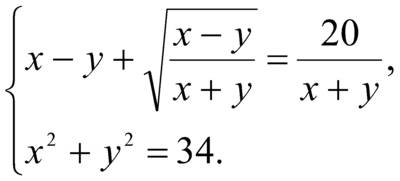 x − y + √((x − y)/(x + y)) = 20/(x + y),
x² + y² = 34.